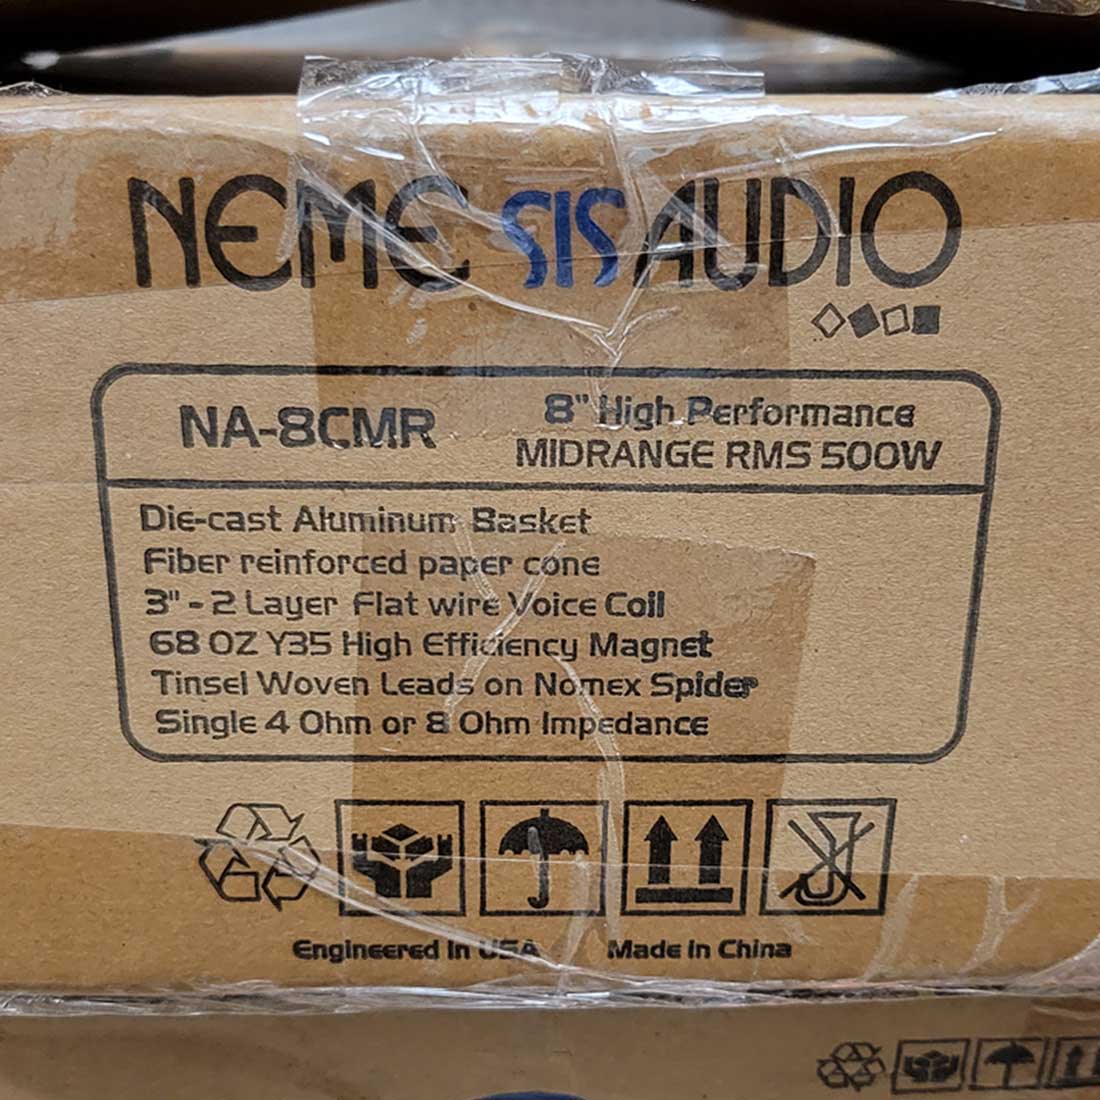 NEMESIS AUDIO
NA-8CMR
8" High Performance
MIDRANGE RMS 500W
Die-cast Aluminum Basket
Fiber reinforced paper cone
3" - 2 Layer Flat wire Voice Coil
68 OZ Y35 High Efficiency Magnet
Tinsel Woven Leads on Nomex Spider
Single 4 Ohm or 8 Ohm Impedance
Engineered In USA Made In China